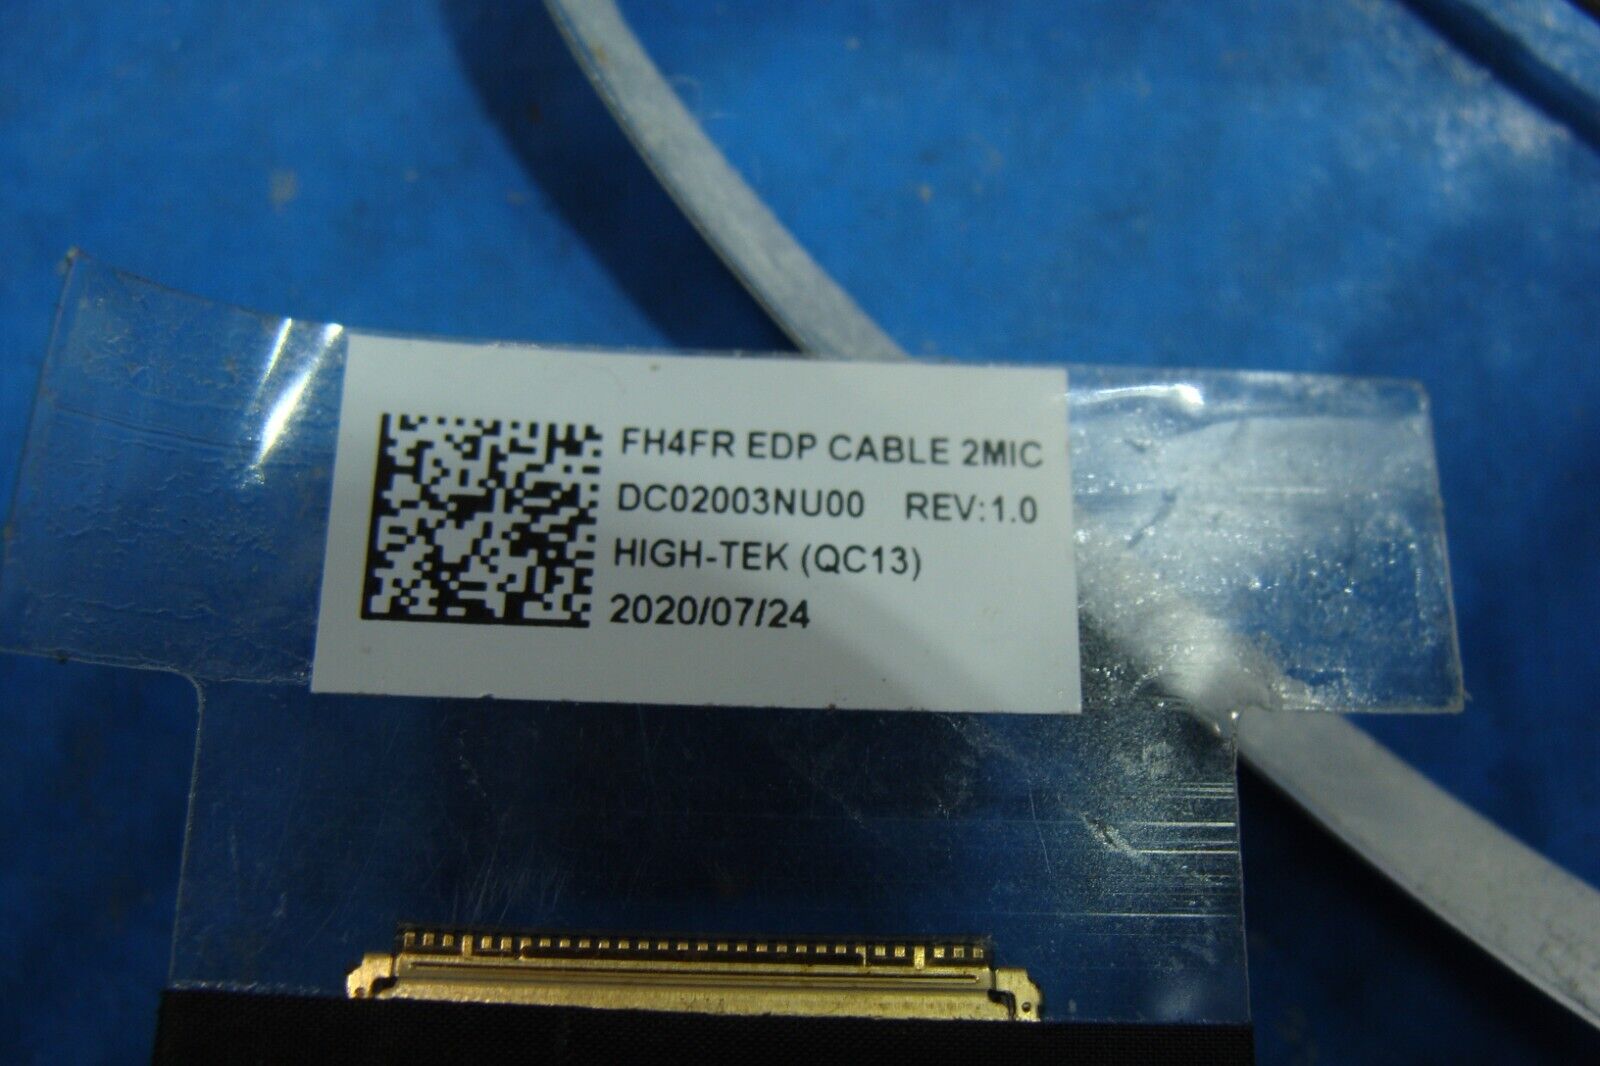 FH4FR EDP CABLE 2MIC
DC02003NU00 REV:1.0
HIGH-TEK (QC13)
2020/07/24